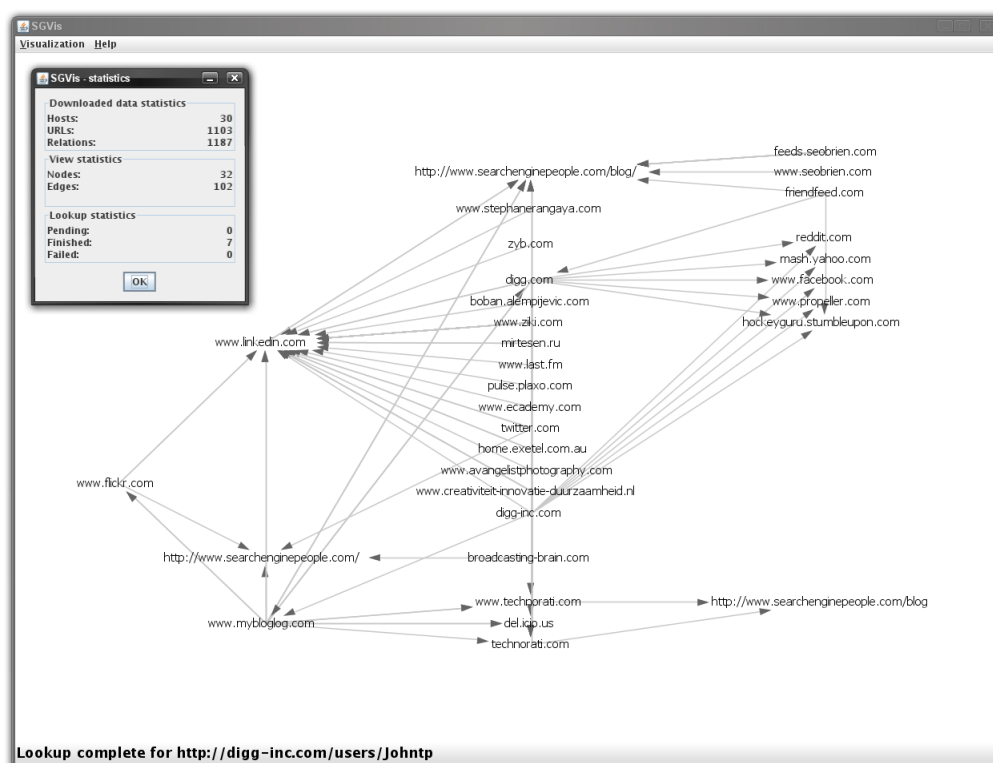 SGVis
Visualization Help
SGVis - statistics
Downloaded data statistics
Hosts: 30
URLs: 1103
Relations: 1187
View statistics
Nodes: 32
Edges: 102
Lookup statistics
Pending: 0
Finished: 7
Failed: 0
OK
feeds.seobrien.com
http://www.searchenginepeople.com/blog/
www.seobrien.com
friendfeed.com
www.stephanerangaya.com
reddit.com
zyb.com
mash.yahoo.com
digg.com
www.facebook.com
boban.alempijevic.com
www.propeller.com
www.ziki.com
hockeyguru.stumbleupon.com
www.linkedin.com
mirtesen.ru
www.last.fm
pulse.plaxo.com
www.ecademy.com
twitter.com
home.exetel.com.au
www.avangelistphotography.com
www.flickr.com
www.creativiteit-innovatie-duurzaamheid.nl
digg-inc.com
http://www.searchenginepeople.com/
broadcasting-brain.com
www.technorati.com
http://www.searchenginepeople.com/blog
www.mybloglog.com
del.icio.us
technorati.com
Lookup complete for http://digg-inc.com/users/Johntp